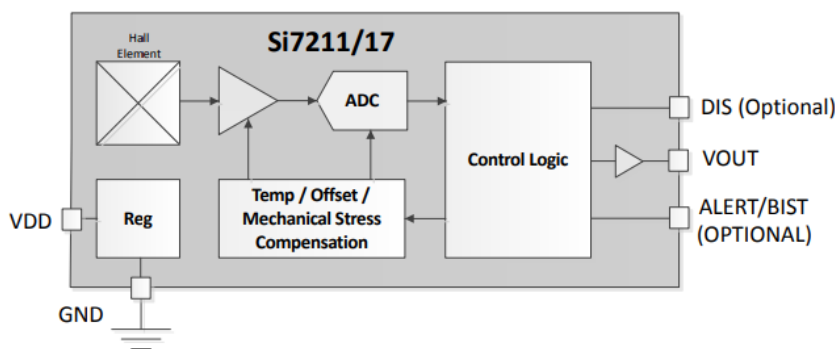 Si7211/17
Hall
Element
ADC
Control Logic
DIS (Optional)
VOUT
ALERT/BIST
(OPTIONAL)
Temp / Offset /
Mechanical Stress
Compensation
VDD
Reg
GND